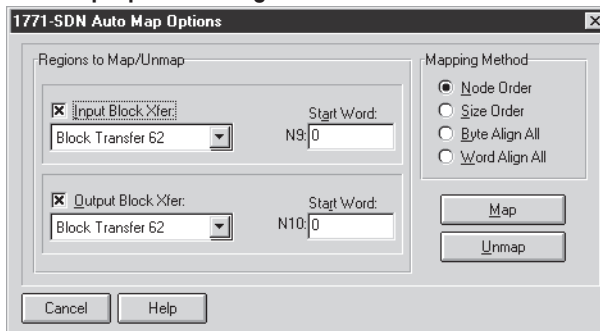 1771-SDN Auto Map Options
Regions to Map/Unmap
Input Block Xfer:
Start Word:
Block Transfer 62
N9: 0
Output Block Xfer:
Start Word:
Block Transfer 62
N10: 0
Mapping Method
Node Order
Size Order
Byte Align All
Word Align All
Map
Unmap
Cancel
Help